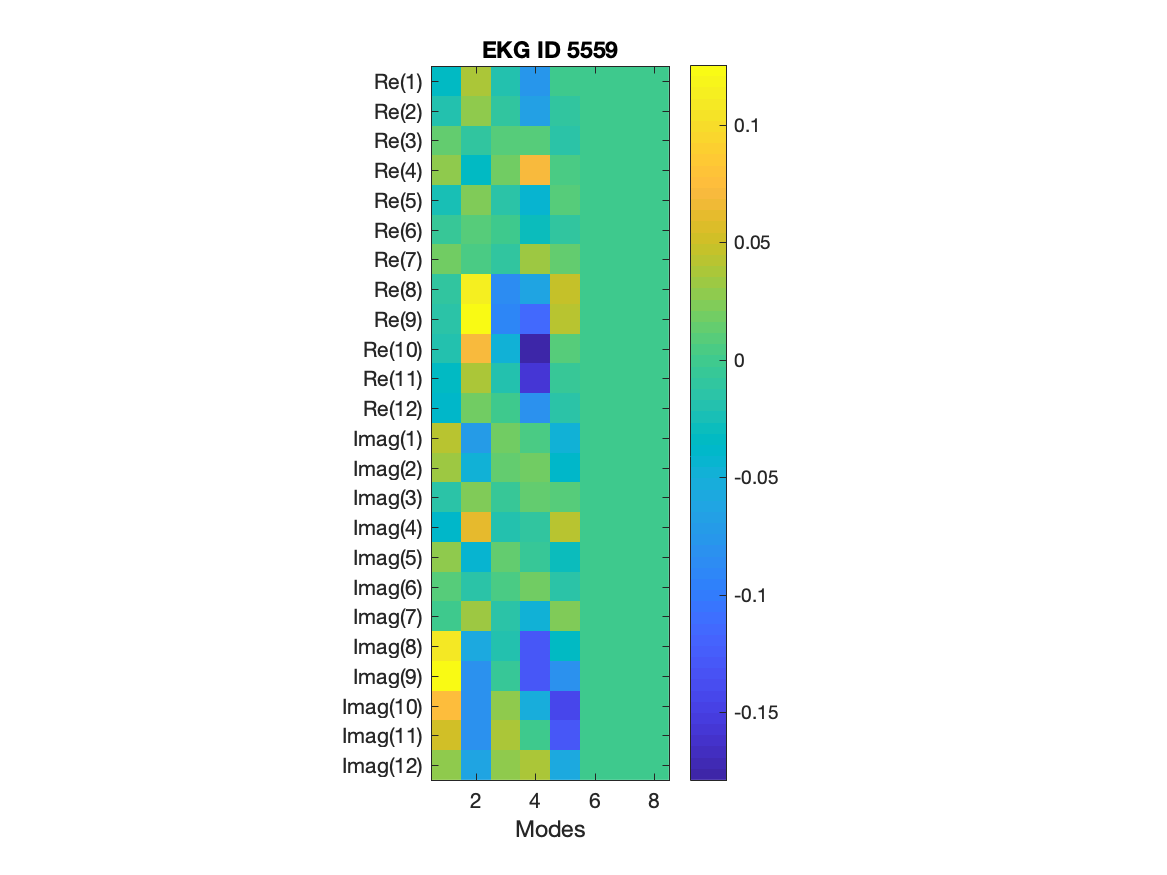 EKG ID 5559
Re(1)
Re(2)
Re(3)
Re(4)
Re(5)
Re(6)
Re(7)
Re(8)
Re(9)
Re(10)
Re(11)
Re(12)
Imag(1)
Imag(2)
Imag(3)
Imag(4)
Imag(5)
Imag(6)
Imag(7)
Imag(8)
Imag(9)
Imag(10)
Imag(11)
Imag(12)
2 4 6 8
Modes
0.1
0.05
0
-0.05
-0.1
-0.15